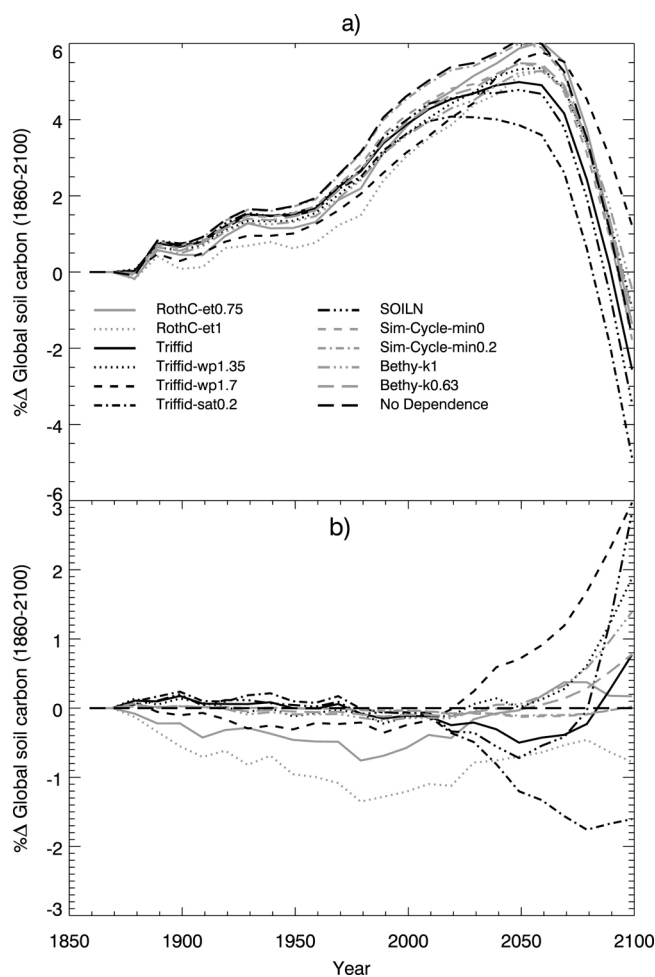 a)
6
4
2
0
-2
-4
-6
%Δ Global soil carbon (1860-2100)
RothC-et0.75
RothC-et1
Triffid
Triffid-wp1.35
Triffid-wp1.7
Triffid-sat0.2
SOILN
Sim-Cycle-min0
Sim-Cycle-min0.2
Bethy-k1
Bethy-k0.63
No Dependence
b)
3
2
1
0
-1
-2
-3
%Δ Global soil carbon (1860-2100)
1850 1900 1950 2000 2050 2100
Year